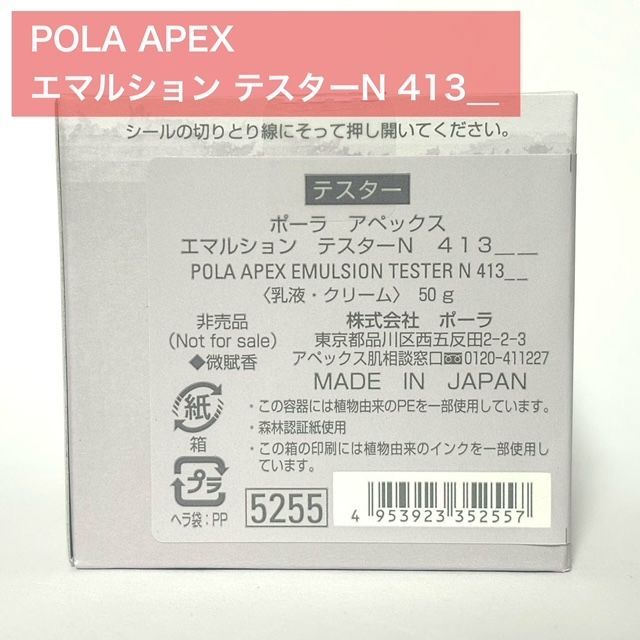 POLA APEX
エマルション テスターN 413__
シールの切りとり線にそって押し開いてください。
テスター
ポーラ アペックス
エマルション テスターN 413__
POLA APEX EMULSION TESTER N 413__
〈乳液・クリーム〉 50g
非売品
(Not for sale)
◆微賦香
株式会社 ポーラ
東京都品川区西五反田2-2-3
アペックス肌相談窓口 0120-411227
MADE IN JAPAN
紙
箱
プラ
ヘラ袋:PP
・この容器には植物由来のPEを一部使用しています。
・森林認証紙使用
・この箱の印刷には植物由来のインクを一部使用しています。
5255
4 953923 352557